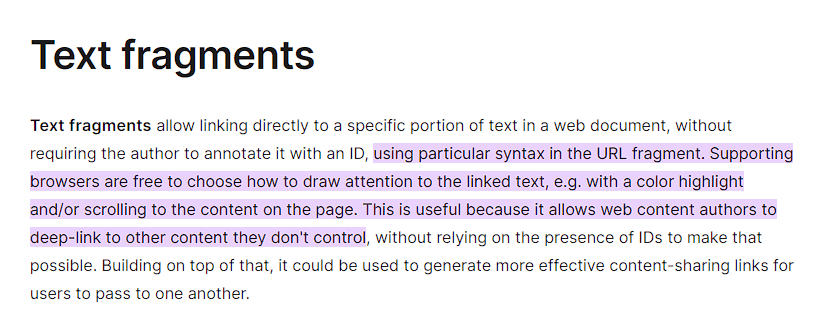 Text fragments
Text fragments allow linking directly to a specific portion of text in a web document, without
requiring the author to annotate it with an ID, using particular syntax in the URL fragment. Supporting
browsers are free to choose how to draw attention to the linked text, e.g. with a color highlight
and/or scrolling to the content on the page. This is useful because it allows web content authors to
deep-link to other content they don't control, without relying on the presence of IDs to make that
possible. Building on top of that, it could be used to generate more effective content-sharing links for
users to pass to one another.